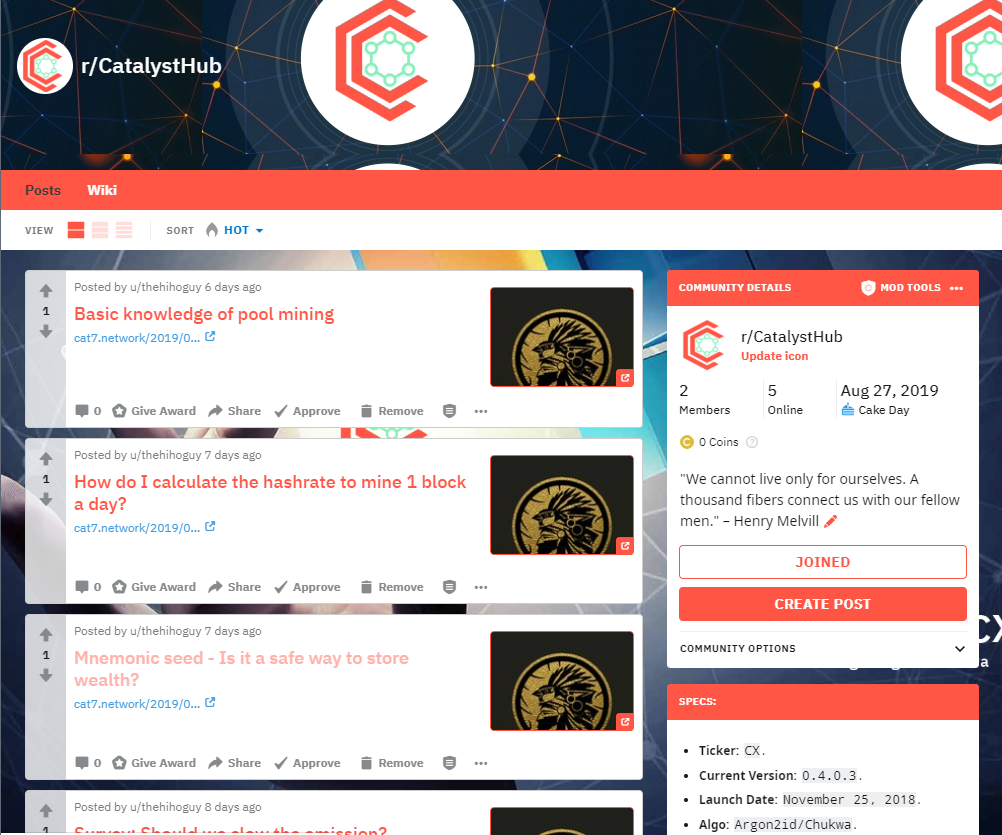 r/CatalystHub
Posts Wiki
VIEW SORT HOT
Posted by u/thehihoguy 6 days ago
1
Basic knowledge of pool mining
cat7.network/2019/0...
0 Give Award Share Approve Remove
Posted by u/thehihoguy 7 days ago
1
How do I calculate the hashrate to mine 1 block
a day?
cat7.network/2019/0...
0 Give Award Share Approve Remove
Posted by u/thehihoguy 7 days ago
1
Mnemonic seed - Is it a safe way to store
wealth?
cat7.network/2019/0...
0 Give Award Share Approve Remove
Posted by u/thehihoguy 8 days ago
1
Survey: Should we slow the emission?
COMMUNITY DETAILS MOD TOOLS
r/CatalystHub
Update icon
2 5 Aug 27, 2019
Members Online Cake Day
C 0 Coins ?
"We cannot live only for ourselves. A
thousand fibers connect us with our fellow
men." – Henry Melvill
JOINED
CREATE POST
COMMUNITY OPTIONS
CX
a
SPECS:
Ticker: CX.
Current Version: 0.4.0.3.
Launch Date: November 25, 2018.
Algo: Argon2id/Chukwa.